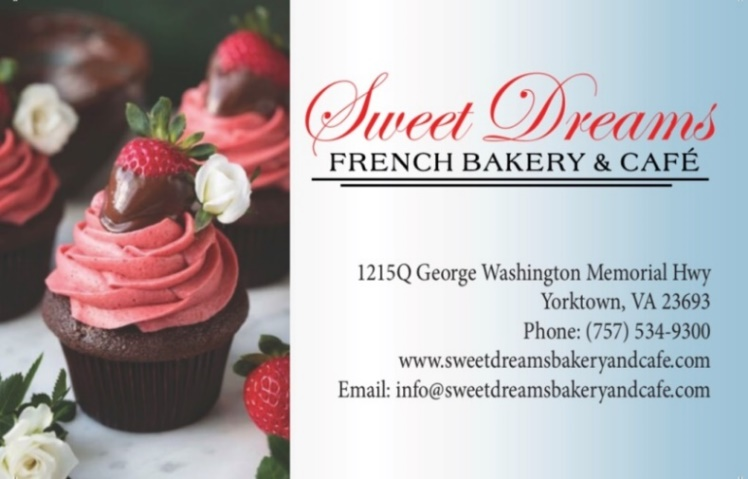 Sweet Dreams
FRENCH BAKERY & CAFÉ
1215Q George Washington Memorial Hwy
Yorktown, VA 23693
Phone: (757) 534-9300
www.sweetdreamsbakeryandcafe.com
Email: info@sweetdreamsbakeryandcafe.com